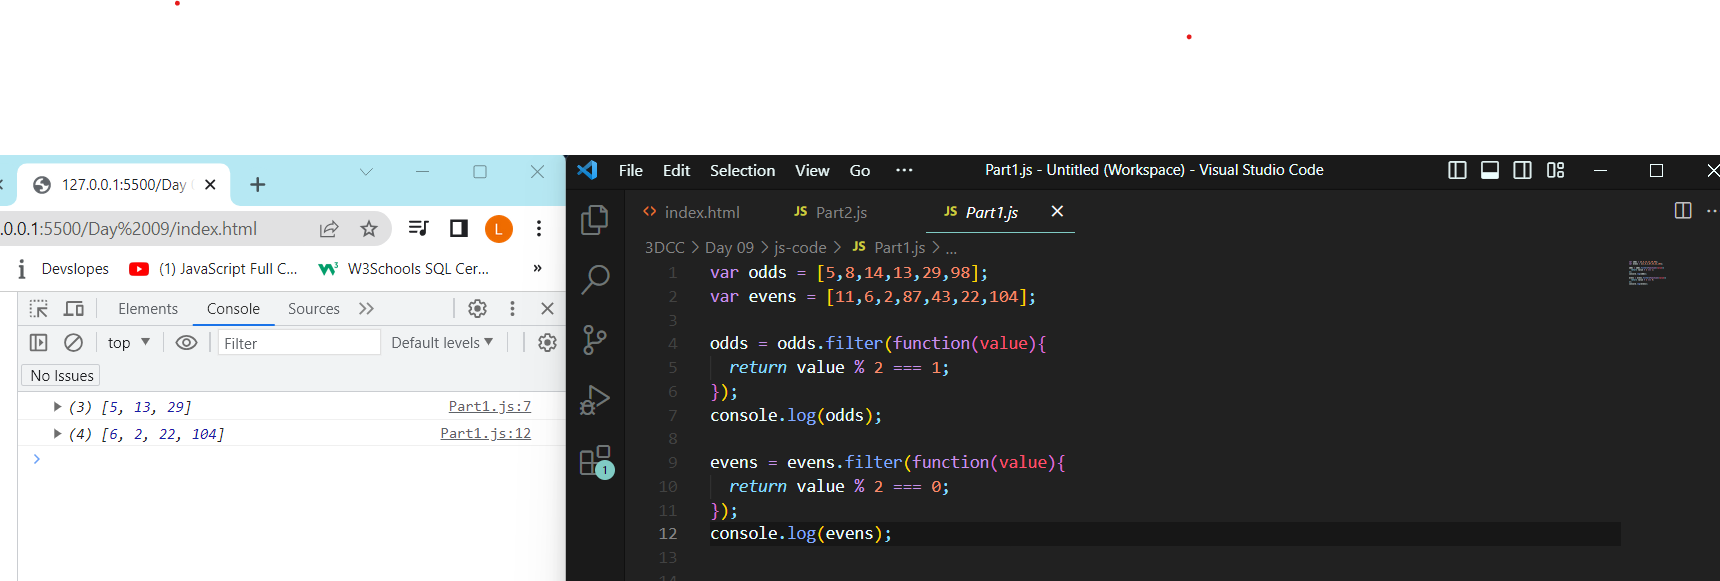 127.0.0.1:5500/Day
.0.0.1:5500/Day%2009/index.html
L
Devslopes
(1) JavaScript Full C...
W3Schools SQL Cer...
»
Elements
Console
Sources
top
Filter
Default levels
No Issues
(3) [5, 13, 29]
Part1.js:7
(4) [6, 2, 22, 104]
Part1.js:12
File Edit Selection View Go ···
Part1.js - Untitled (Workspace) - Visual Studio Code
<> index.html
JS Part2.js
JS Part1.js
3DCC > Day 09 > js-code > JS Part1.js > ...
1 var odds = [5,8,14,13,29,98];
2 var evens = [11,6,2,87,43,22,104];
3
4 odds = odds.filter(function(value){
5 return value % 2 === 1;
6 });
7 console.log(odds);
8
9 evens = evens.filter(function(value){
10 return value % 2 === 0;
11 });
12 console.log(evens);
13
1